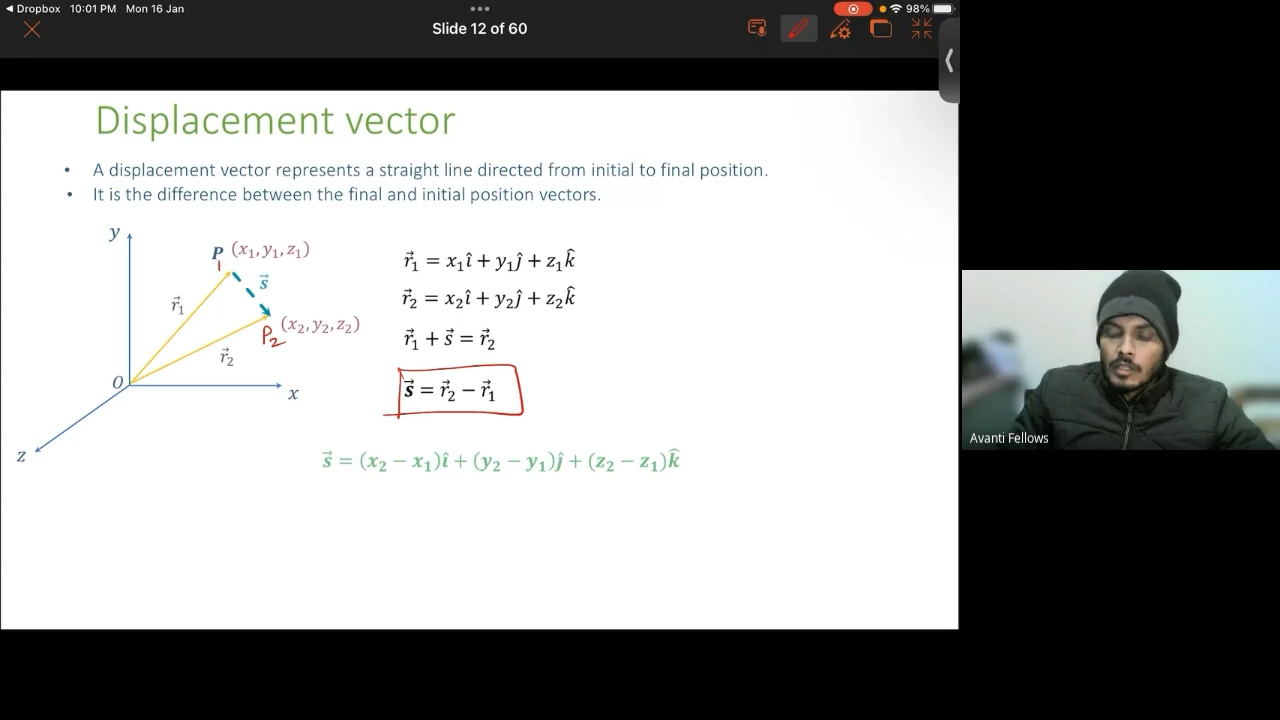 Dropbox 10:01 PM Mon 16 Jan 98%
Slide 12 of 60
Displacement vector
• A displacement vector represents a straight line directed from initial to final position.
• It is the difference between the final and initial position vectors.
y
P (x₁, y₁, z₁)
1
s⃗
r⃗₁
P₂ (x₂, y₂, z₂)
r⃗₂
O
x
z
r⃗₁ = x₁î + y₁ĵ + z₁k̂
r⃗₂ = x₂î + y₂ĵ + z₂k̂
r⃗₁ + s⃗ = r⃗₂
s⃗ = r⃗₂ − r⃗₁
s⃗ = (x₂ − x₁)î + (y₂ − y₁)ĵ + (z₂ − z₁)k̂
Avanti Fellows